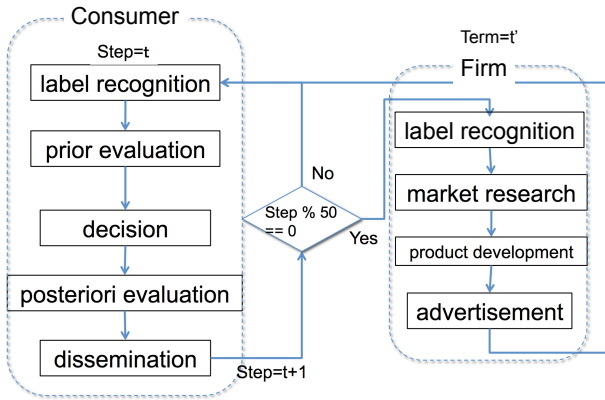 Consumer
Step=t
label recognition
prior evaluation
decision
posteriori evaluation
dissemination
Step=t+1
No
Step % 50
== 0
Yes
Term=t’
Firm
label recognition
market research
product development
advertisement